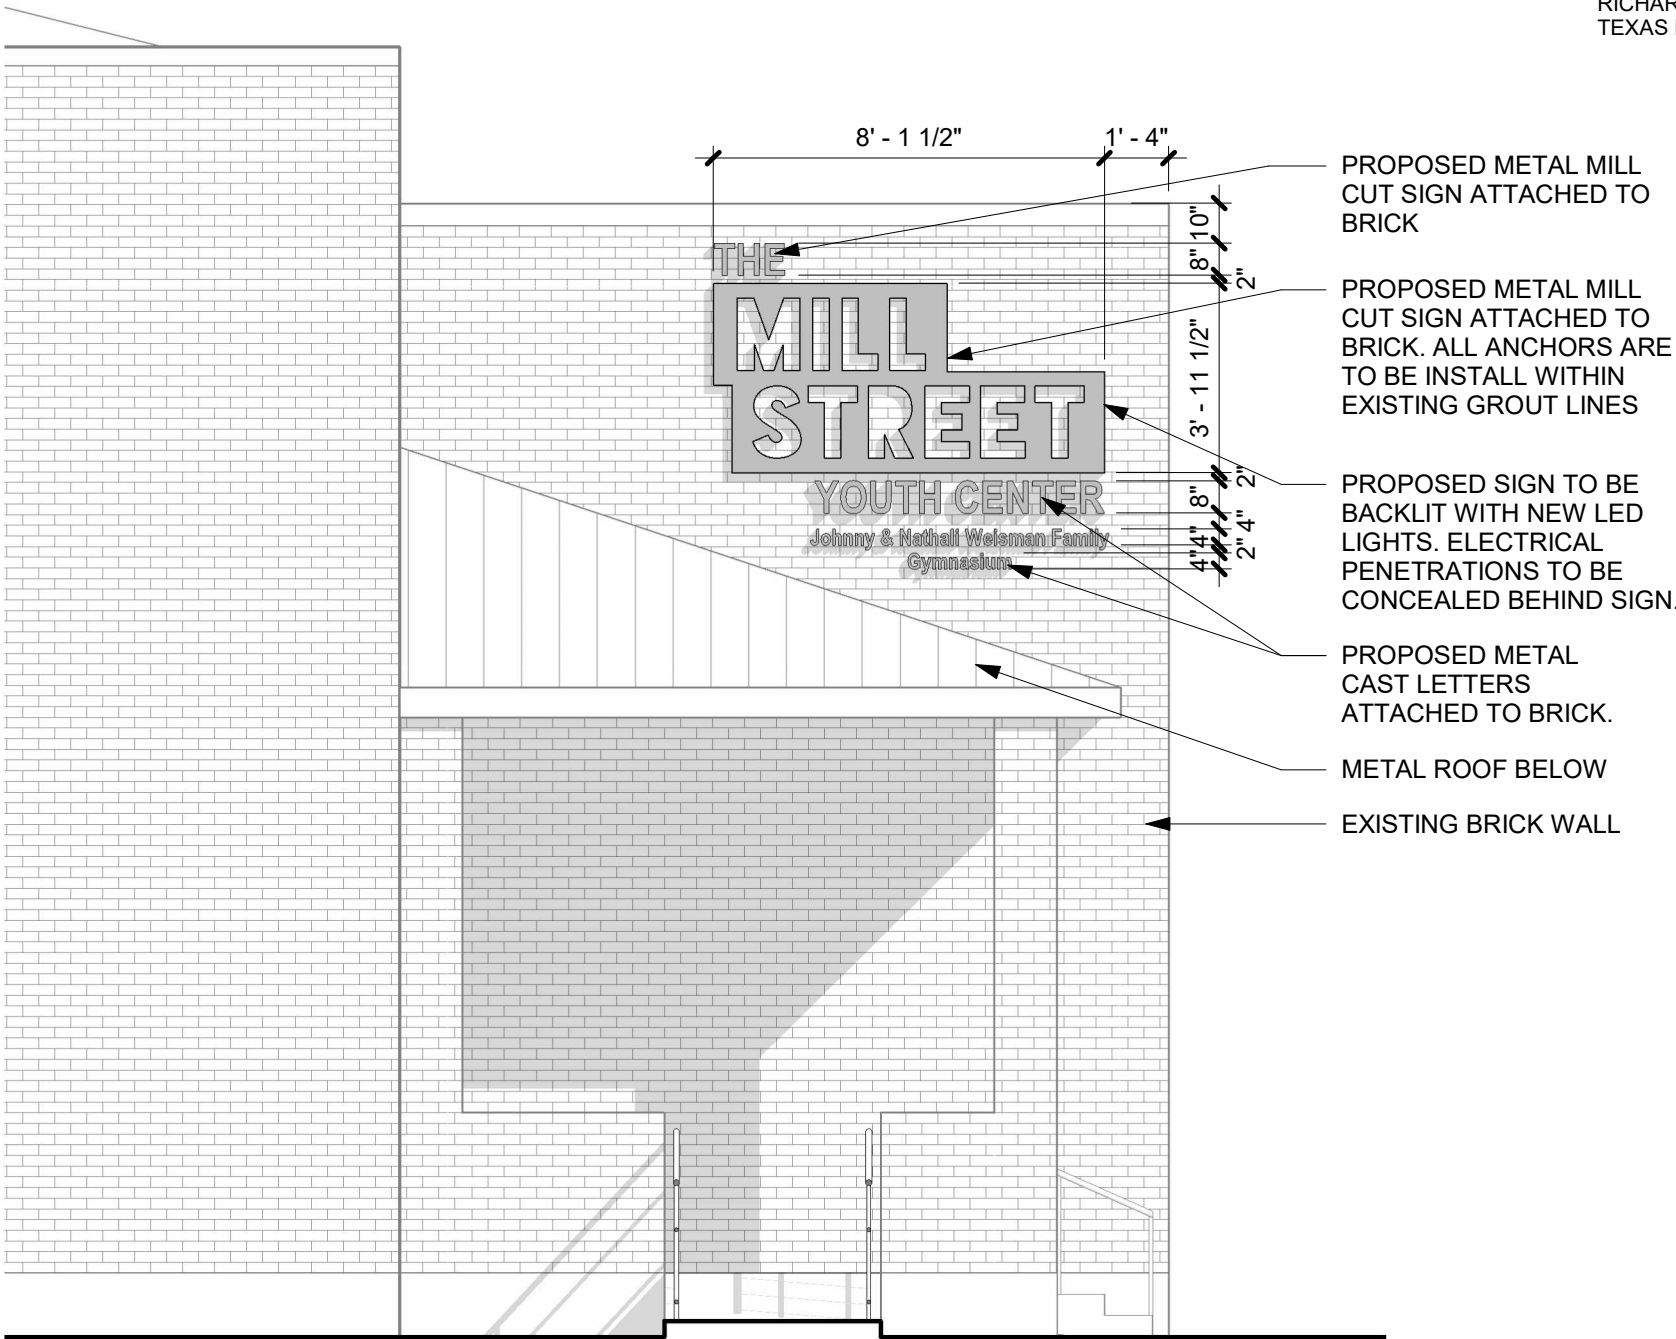 RICHAR
TEXAS
8' - 1 1/2"
1' - 4"
10"
8"
2"
3' - 11 1/2"
2"
8"
4"
4"
2"
4"
THE
MILL
STREET
YOUTH CENTER
Johnny & Nathali Weisman Family
Gymnasium
PROPOSED METAL MILL
CUT SIGN ATTACHED TO
BRICK
PROPOSED METAL MILL
CUT SIGN ATTACHED TO
BRICK. ALL ANCHORS ARE
TO BE INSTALL WITHIN
EXISTING GROUT LINES
PROPOSED SIGN TO BE
BACKLIT WITH NEW LED
LIGHTS. ELECTRICAL
PENETRATIONS TO BE
CONCEALED BEHIND SIGN.
PROPOSED METAL
CAST LETTERS
ATTACHED TO BRICK.
METAL ROOF BELOW
EXISTING BRICK WALL